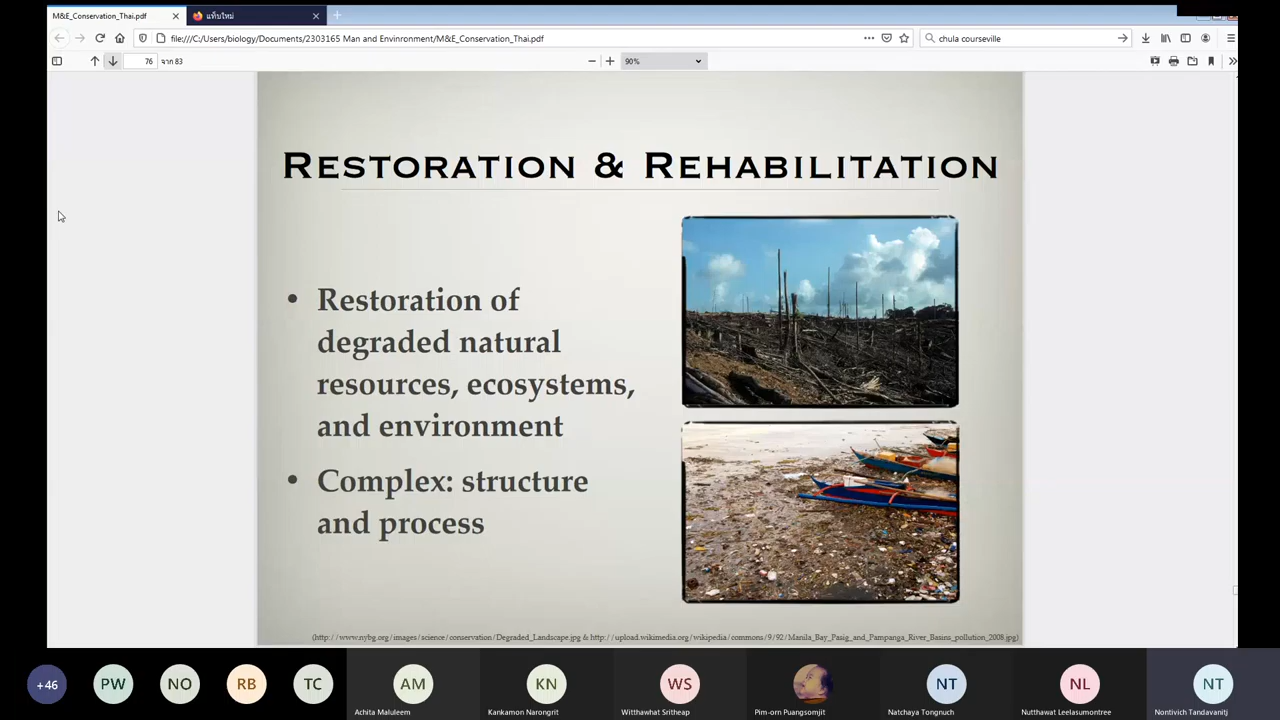 M&E_Conservation_Thai.pdf
แท็บใหม่
file:///C:/Users/biology/Documents/2303165 Man and Envinronment/M&E_Conservation_Thai.pdf
chula courseville
76 จาก 83
90%
RESTORATION & REHABILITATION
• Restoration of
degraded natural
resources, ecosystems,
and environment
• Complex: structure
and process
(http://www.nybg.org/images/science/conservation/Degraded_Landscape.jpg & http://upload.wikimedia.org/wikipedia/commons/9/92/Manila_Bay_Pasig_and_Pampanga_River_Basins_pollution_2008.jpg)
+46
PW
NO
RB
TC
AM
Achita Maluleem
KN
Kankamon Narongrit
WS
Witthawhat Sritheap
Pim-orn Puangsomjit
NT
Natchaya Tongnuch
NL
Nutthawat Leelasumontree
NT
Nontivich Tandavanitj